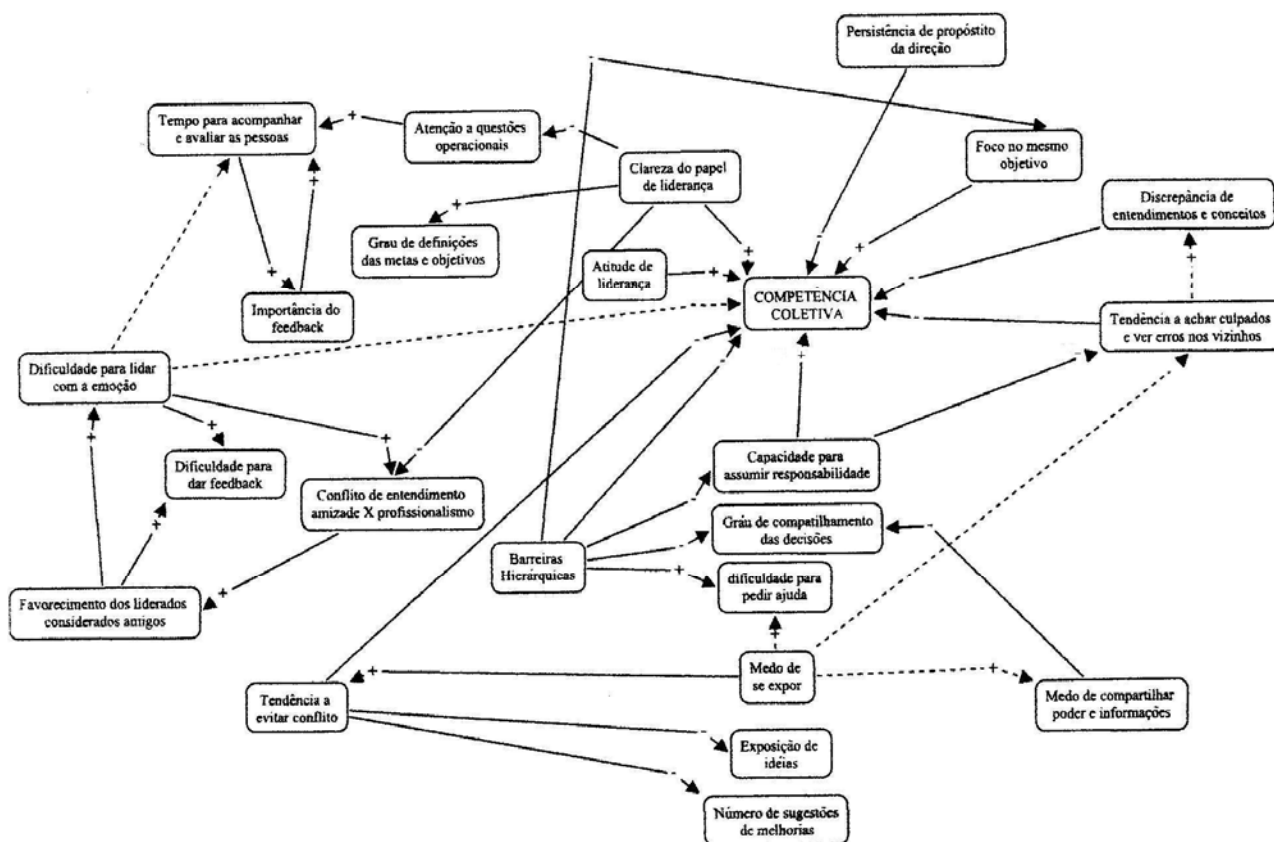 Persistência de propóstito
da direção
Tempo para acompanhar
e avaliar as pessoas
Atenção a questões
operacionais
Foco no mesmo
objetivo
Clareza do papel
de liderança
Discrepância de
entendimentos e conceitos
Grau de definições
das metas e objetivos
Atitude de
liderança
COMPETÊNCIA
COLETIVA
Importância do
feedback
Tendência a achar culpados
e ver erros nos vizinhos
Dificuldade para lidar
com a emoção
Dificuldade para
dar feedback
Conflito de entendimento
amizade X profissionalismo
Capacidade para
assumir responsabilidade
Grau de compatilhamento
das decisões
Barreiras
Hierárquicas
dificuldade para
pedir ajuda
Favorecimento dos liderados
considerados amigos
Medo de
se expor
Tendência a
evitar conflito
Medo de compartilhar
poder e informações
Exposição de
idéias
Número de sugestões
de melhorias